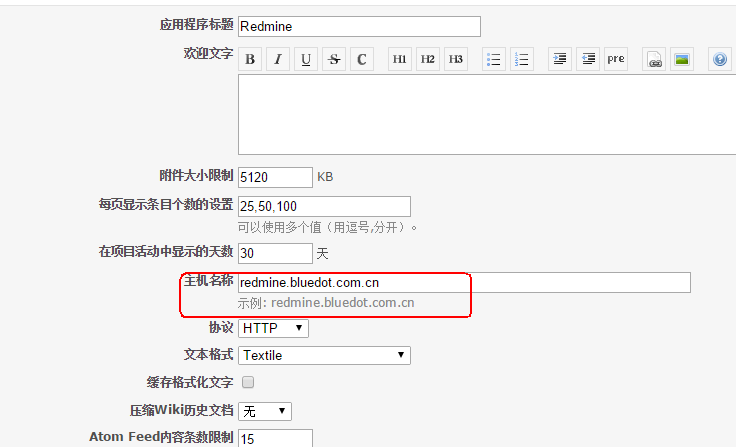 应用程序标题 Redmine
欢迎文字 B I U S C H1 H2 H3 pre
附件大小限制 5120 KB
每页显示条目个数的设置 25,50,100
可以使用多个值（用逗号,分开）。
在项目活动中显示的天数 30 天
主机名称 redmine.bluedot.com.cn
示例: redmine.bluedot.com.cn
协议 HTTP
文本格式 Textile
缓存格式化文字
压缩Wiki历史文档 无
Atom Feed内容条数限制 15